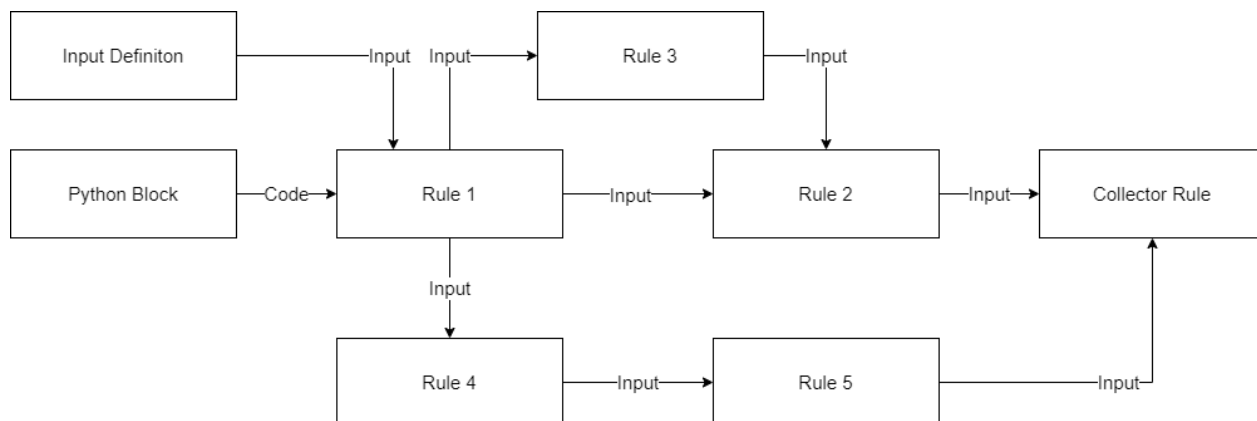 Input Definiton
Input
Input
Rule 3
Input
Python Block
Code
Rule 1
Input
Rule 2
Input
Collector Rule
Input
Rule 4
Input
Rule 5
Input